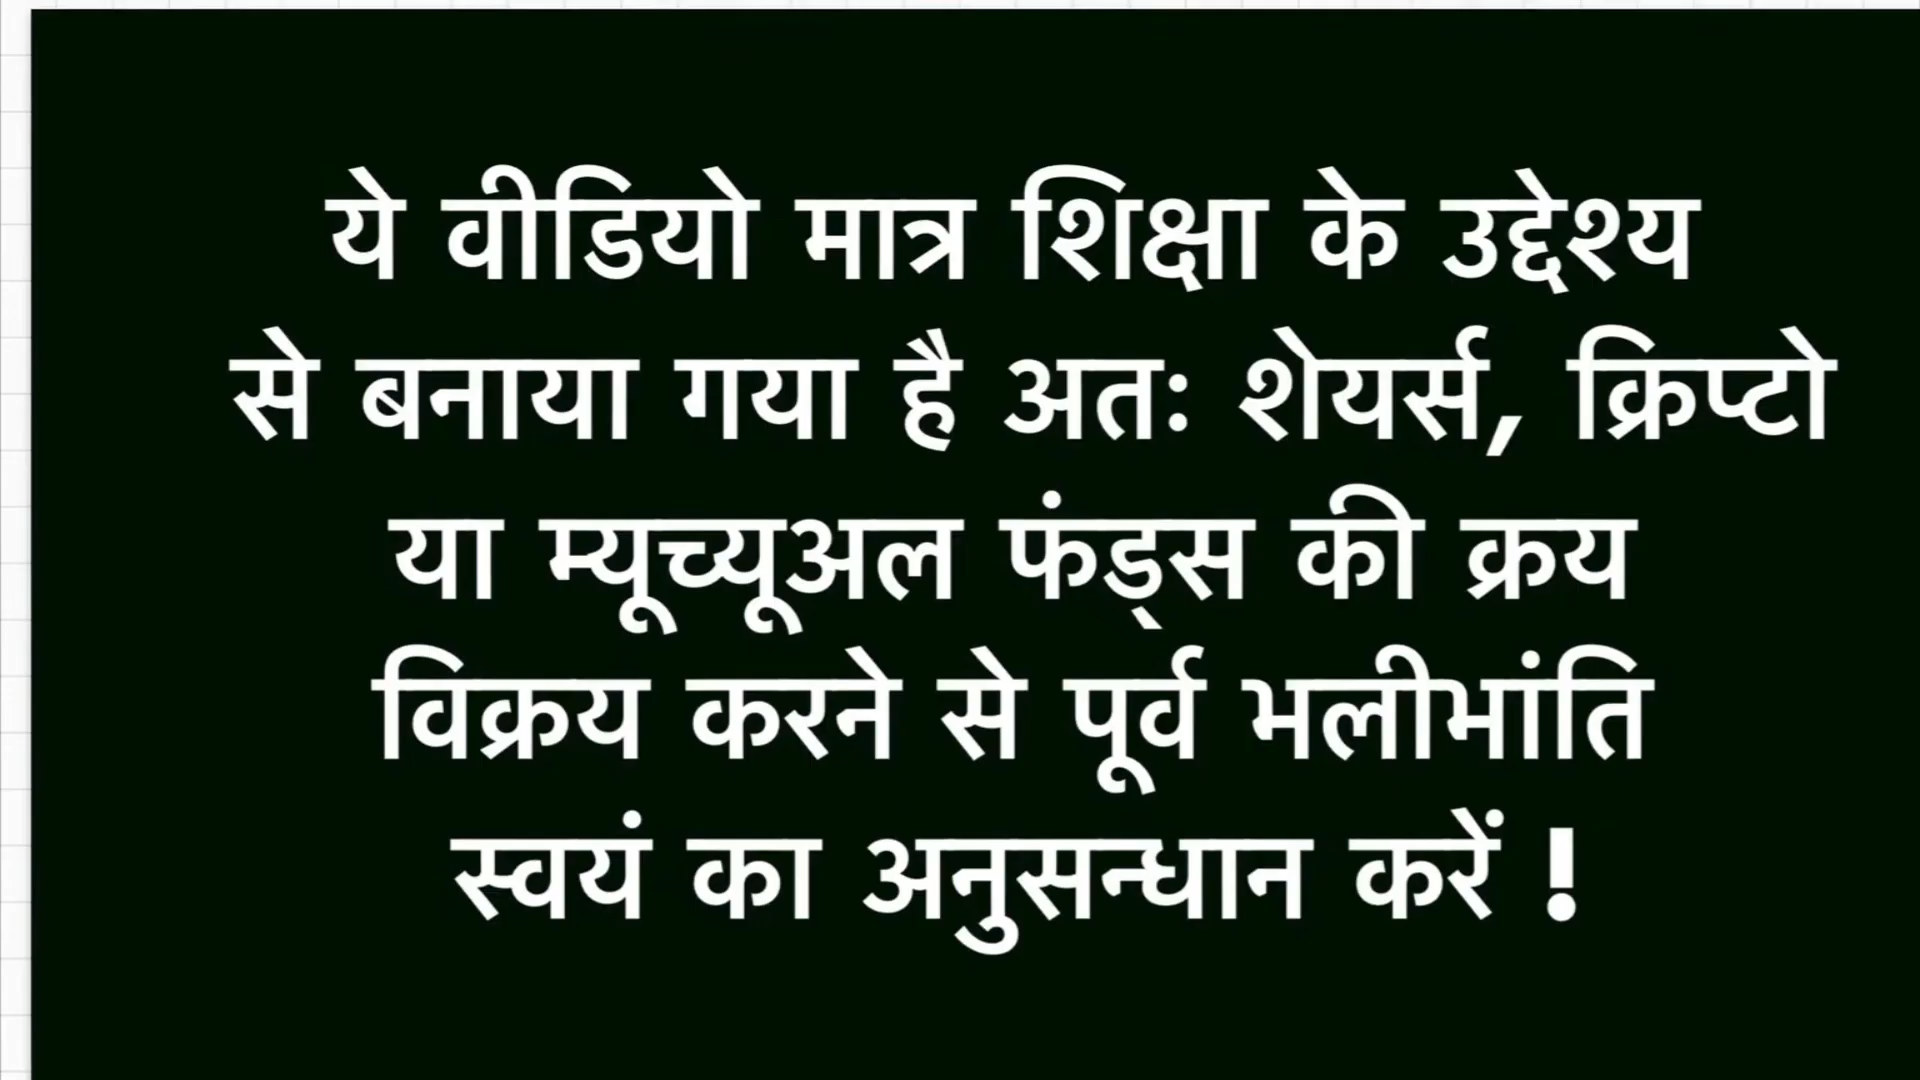 ये वीडियो मात्र शिक्षा के उद्देश्य
से बनाया गया है अतः शेयर्स, क्रिप्टो
या म्यूच्यूअल फंड्स की क्रय
विक्रय करने से पूर्व भलीभांति
स्वयं का अनुसन्धान करें !